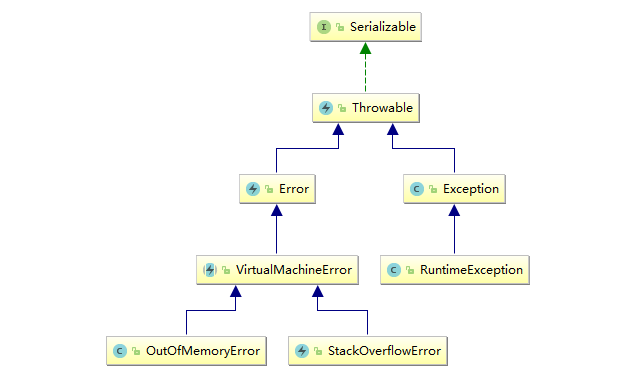 Serializable
Throwable
Error
Exception
VirtualMachineError
RuntimeException
OutOfMemoryError
StackOverflowError